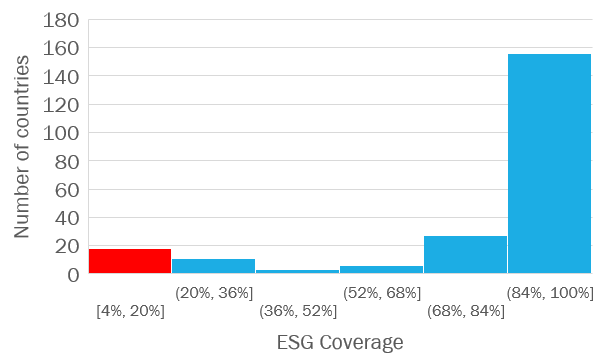 180
160
140
120
100
80
60
40
20
0
Number of countries
(20%, 36%] (52%, 68%] (84%, 100%]
[4%, 20%] (36%, 52%] (68%, 84%]
ESG Coverage